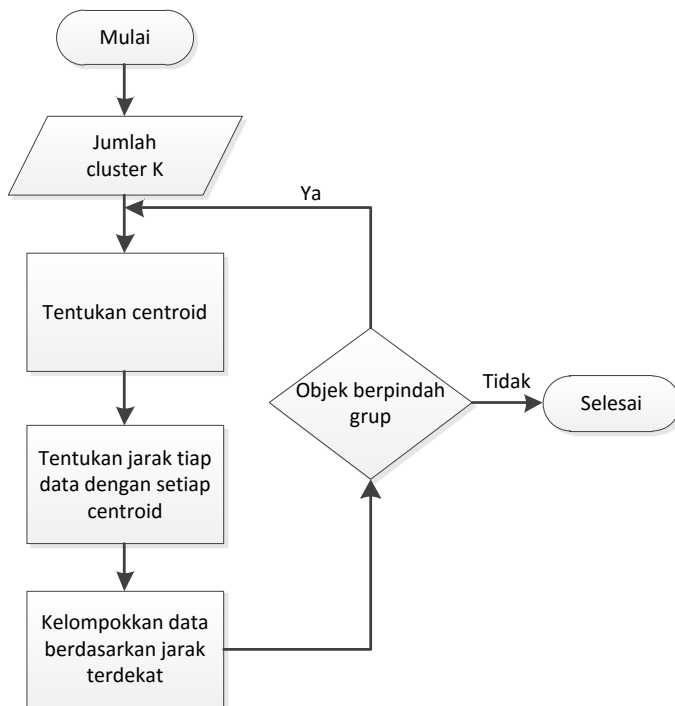 Mulai
Jumlah
cluster K
Ya
Tentukan centroid
Objek berpindah
grup
Tidak
Selesai
Tentukan jarak tiap
data dengan setiap
centroid
Kelompokkan data
berdasarkan jarak
terdekat